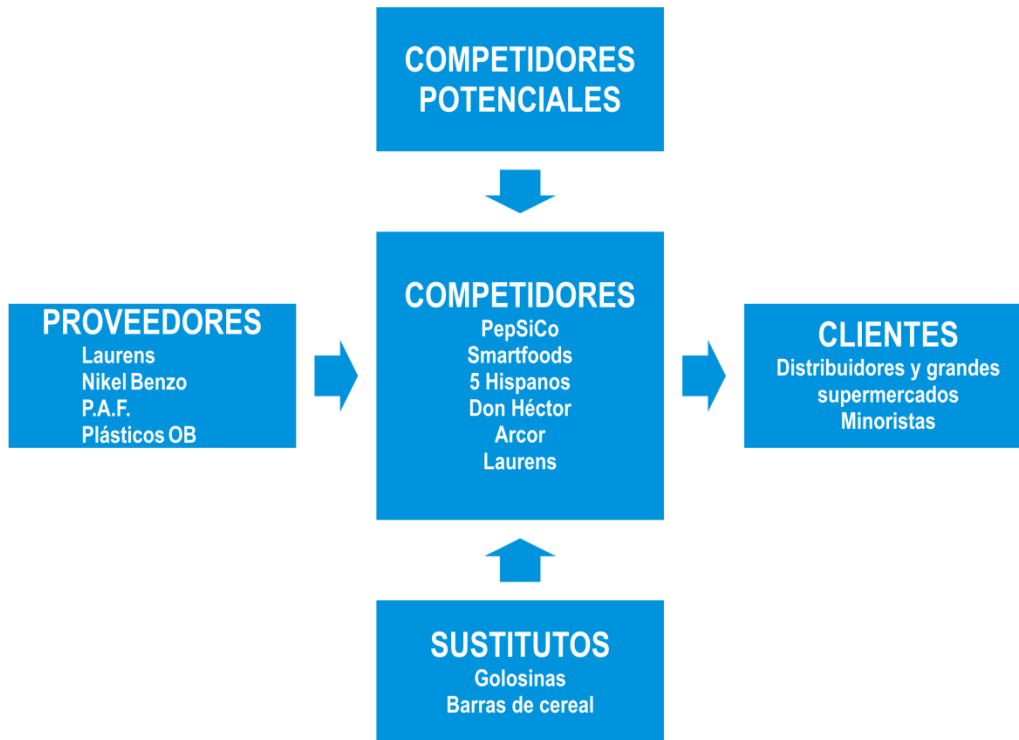 COMPETIDORES
POTENCIALES
PROVEEDORES
Laurens
Nikel Benzo
P.A.F.
Plásticos OB
COMPETIDORES
PepSiCo
Smartfoods
5 Hispanos
Don Héctor
Arcor
Laurens
CLIENTES
Distribuidores y grandes
supermercados
Minoristas
SUSTITUTOS
Golosinas
Barras de cereal